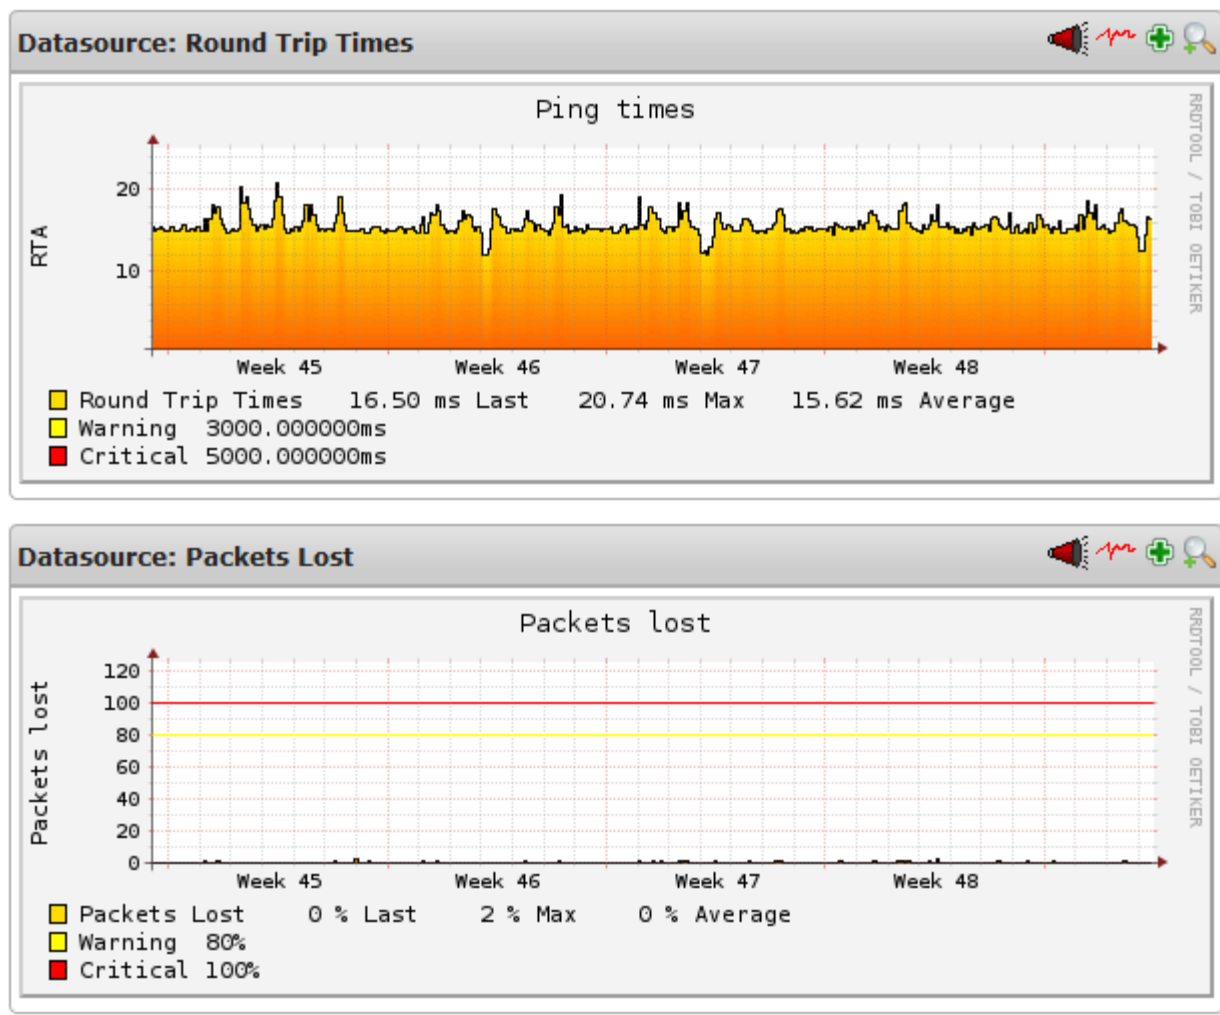 Datasource: Round Trip Times
Ping times
RRDTOOL / TOBI OETIKER
RTA
20
10
Week 45 Week 46 Week 47 Week 48
Round Trip Times 16.50 ms Last 20.74 ms Max 15.62 ms Average
Warning 3000.000000ms
Critical 5000.000000ms
Datasource: Packets Lost
Packets lost
RRDTOOL / TOBI OETIKER
Packets lost
120
100
80
60
40
20
0
Week 45 Week 46 Week 47 Week 48
Packets Lost 0 % Last 2 % Max 0 % Average
Warning 80%
Critical 100%